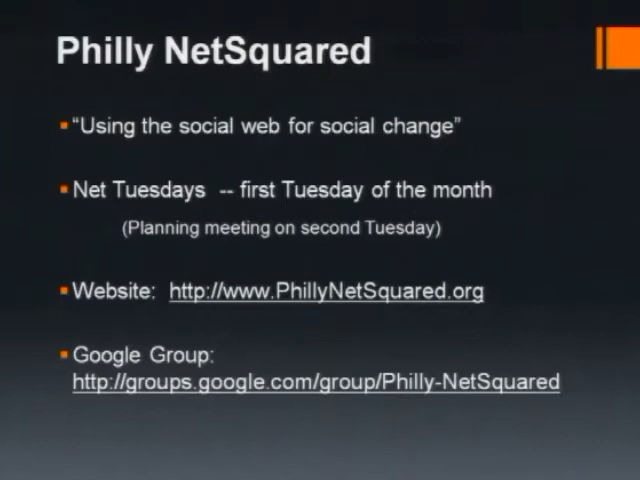 Philly NetSquared
"Using the social web for social change"
Net Tuesdays -- first Tuesday of the month
(Planning meeting on second Tuesday)
Website: http://www.PhillyNetSquared.org
Google Group:
http://groups.google.com/group/Philly-NetSquared